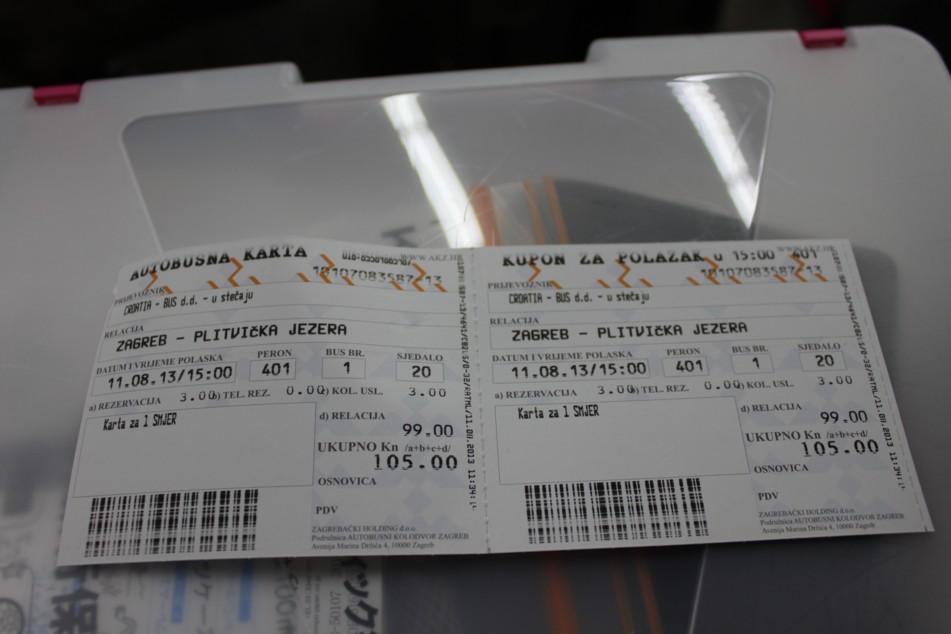 AUTOBUSNA KARTA
WWW.AKZ.HR
PRIJEVOZNIK
CROATIA - BUS d.d. - u stečaju
RELACIJA
ZAGREB - PLITVIČKA JEZERA
DATUM I VRIJEME POLASKA PERON BUS BR. SJEDALO
11.08.13/15:00 401 1 20
a) REZERVACIJA 3.00 b) TEL. REZ. 0.00 c) KOL. USL. 3.00
Karta za 1 SMJER
d) RELACIJA
99.00
UKUPNO Kn /a+b+c+d/
105.00
OSNOVICA
PDV
ZAGREBAČKI HOLDING d.o.o.
Podružnica AUTOBUSNI KOLODVOR ZAGREB
Avenija Marina Držića 4, 10000 Zagreb
KUPON ZA POLAZAK u 15:00 401
WWW.AKZ.HR
PRIJEVOZNIK
CROATIA - BUS d.d. - u stečaju
RELACIJA
ZAGREB - PLITVIČKA JEZERA
DATUM I VRIJEME POLASKA PERON BUS BR. SJEDALO
11.08.13/15:00 401 1 20
a) REZERVACIJA 3.00 b) TEL. REZ. 0.00 c) KOL. USL. 3.00
Karta za 1 SMJER
d) RELACIJA
99.00
UKUPNO Kn /a+b+c+d/
105.00
OSNOVICA
PDV
ZAGREBAČKI HOLDING d.o.o.
Podružnica AUTOBUSNI KOLODVOR ZAGREB
Avenija Marina Držića 4, 10000 Zagreb